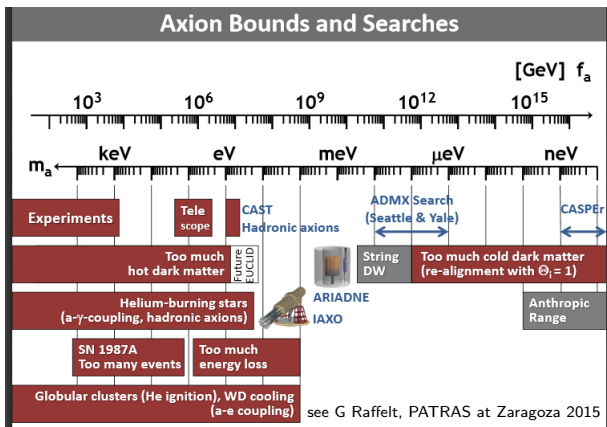 Axion Bounds and Searches
[GeV] fₐ
10³ 10⁶ 10⁹ 10¹² 10¹⁵
keV eV meV μeV neV
mₐ
Experiments
Tele
scope
CAST
Hadronic axions
ADMX Search
(Seattle & Yale)
CASPEr
Too much
hot dark matter
Future
EUCLID
String
DW
Too much cold dark matter
(re-alignment with Θᵢ = 1)
Helium-burning stars
(a-γ-coupling, hadronic axions)
ARIADNE
IAXO
Anthropic
Range
SN 1987A
Too many events
Too much
energy loss
Globular clusters (He ignition), WD cooling
(a-e coupling)
see G Raffelt, PATRAS at Zaragoza 2015